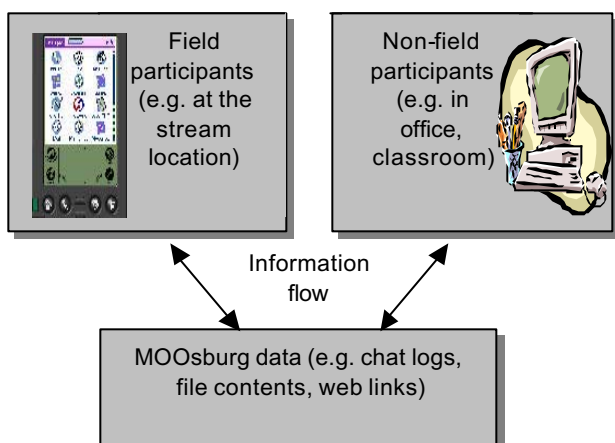 Field
participants
(e.g. at the
stream
location)
Non-field
participants
(e.g. in
office,
classroom)
Information
flow
MOOsburg data (e.g. chat logs,
file contents, web links)